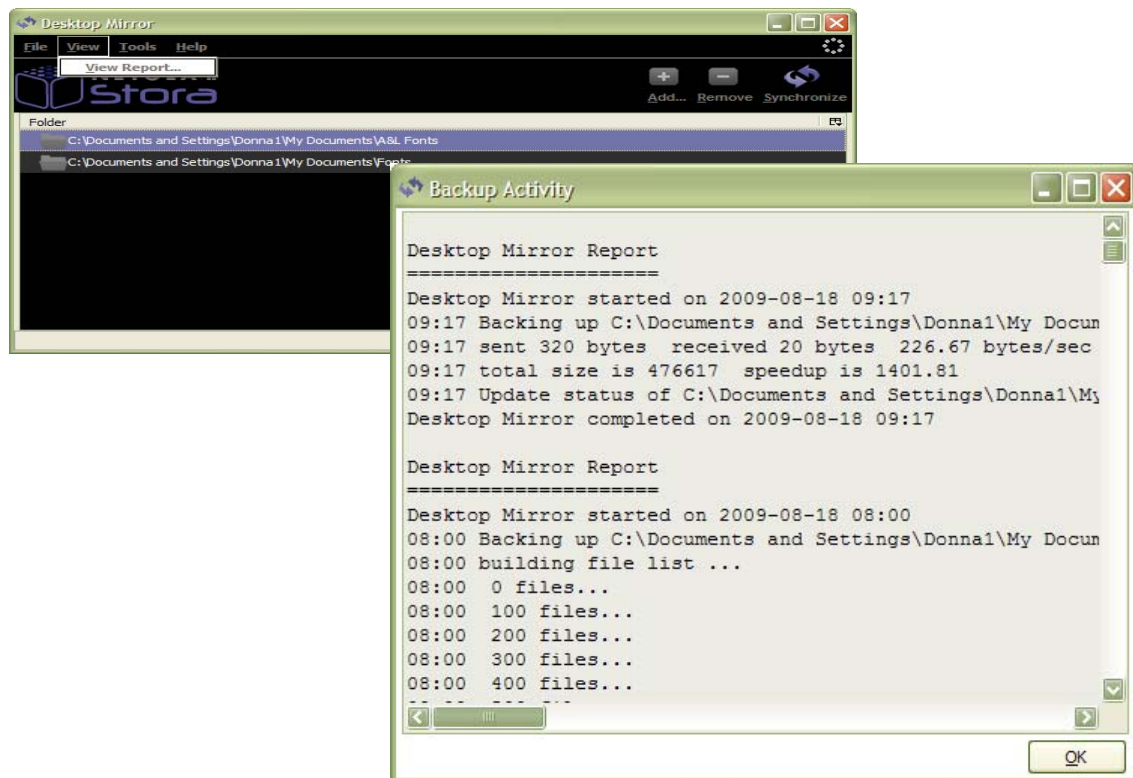 Desktop Mirror
File View Tools Help
View Report...
Stora
Add... Remove Synchronize
Folder
C:\Documents and Settings\Donna1\My Documents\A&L Fonts
C:\Documents and Settings\Donna1\My Documents\Fonts
Backup Activity
Desktop Mirror Report
=====================
Desktop Mirror started on 2009-08-18 09:17
09:17 Backing up C:\Documents and Settings\Donna1\My Docum
09:17 sent 320 bytes  received 20 bytes  226.67 bytes/sec
09:17 total size is 476617  speedup is 1401.81
09:17 Update status of C:\Documents and Settings\Donna1\My
Desktop Mirror completed on 2009-08-18 09:17
Desktop Mirror Report
=====================
Desktop Mirror started on 2009-08-18 08:00
08:00 Backing up C:\Documents and Settings\Donna1\My Docum
08:00 building file list ...
08:00  0 files...
08:00  100 files...
08:00  200 files...
08:00  300 files...
08:00  400 files...
OK